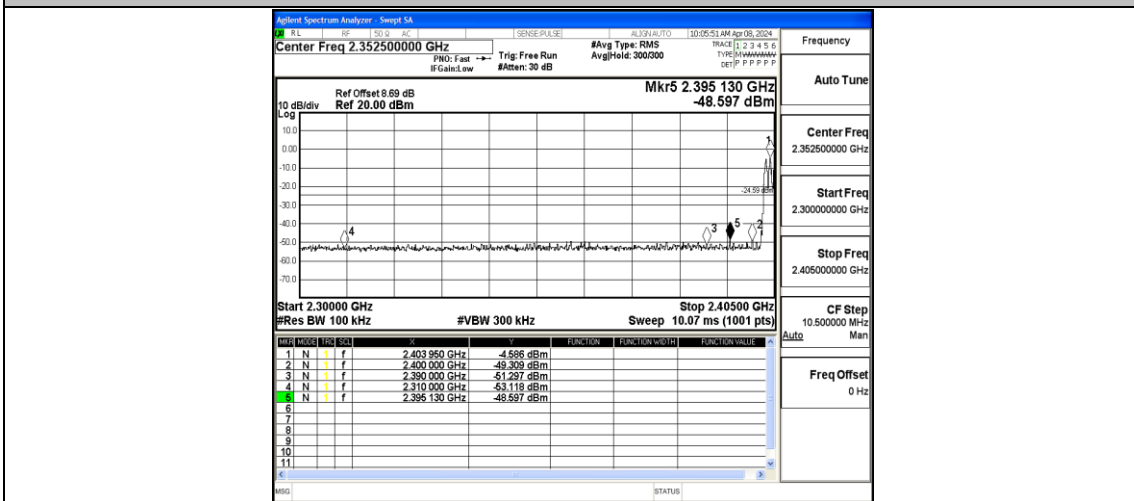 Agilent Spectrum Analyzer - Swept SA
RL RF 50 Ω AC SENSE:PULSE ALIGNAUTO 10:05:51 AM Apr 08, 2024
Center Freq 2.352500000 GHz
PNO: Fast
IFGain:Low
Trig: Free Run
#Atten: 30 dB
#Avg Type: RMS
Avg|Hold: 300/300
TRACE 1 2 3 4 5 6
TYPE MWWWWW
DET P P P P P P
Frequency
Auto Tune
Center Freq
2.352500000 GHz
Start Freq
2.300000000 GHz
Stop Freq
2.405000000 GHz
CF Step
10.500000 MHz
Auto Man
Freq Offset
0 Hz
Mkr5 2.395 130 GHz
-48.597 dBm
Ref Offset 8.69 dB
10 dB/div Ref 20.00 dBm
Log
10.0
0.00
-10.0
-20.0
-30.0
-40.0
-50.0
-60.0
-70.0
1
-24.59 dBm
4
3
5
2
Start 2.30000 GHz Stop 2.40500 GHz
#Res BW 100 kHz #VBW 300 kHz Sweep 10.07 ms (1001 pts)
MKR MODE TRC SCL X Y FUNCTION FUNCTION WIDTH FUNCTION VALUE
1 N 1 f 2.403 950 GHz -4.586 dBm
2 N 1 f 2.400 000 GHz -49.309 dBm
3 N 1 f 2.390 000 GHz -51.297 dBm
4 N 1 f 2.310 000 GHz -53.118 dBm
5 N 1 f 2.395 130 GHz -48.597 dBm
6
7
8
9
10
11
MSG STATUS